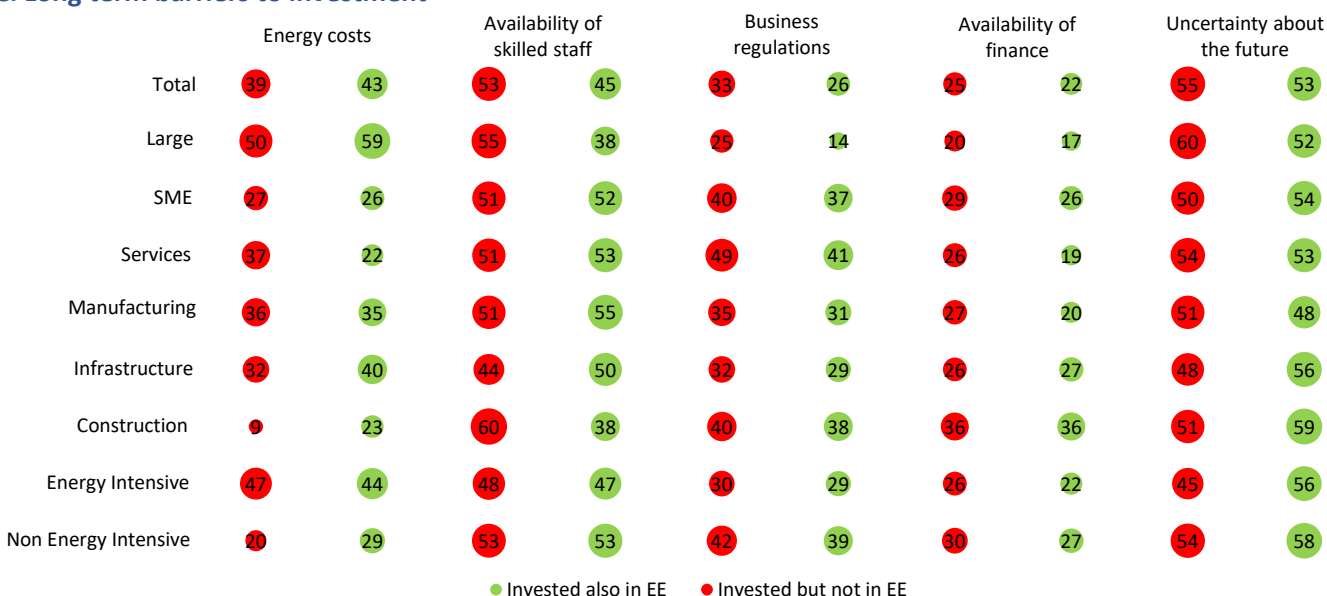 Long term barriers to investment
Energy costs
Availability of
skilled staff
Business
regulations
Availability of
finance
Uncertainty about
the future
Total 39 43 53 45 33 26 25 22 55 53
Large 50 59 55 38 25 14 20 17 60 52
SME 27 26 51 52 40 37 29 26 50 54
Services 37 22 51 53 49 41 26 19 54 53
Manufacturing 36 35 51 55 35 31 27 20 51 48
Infrastructure 32 40 44 50 32 29 26 27 48 56
Construction 9 23 60 38 40 38 36 36 51 59
Energy Intensive 47 44 48 47 30 29 26 22 45 56
Non Energy Intensive 20 29 53 53 42 39 30 27 54 58
Invested also in EE Invested but not in EE